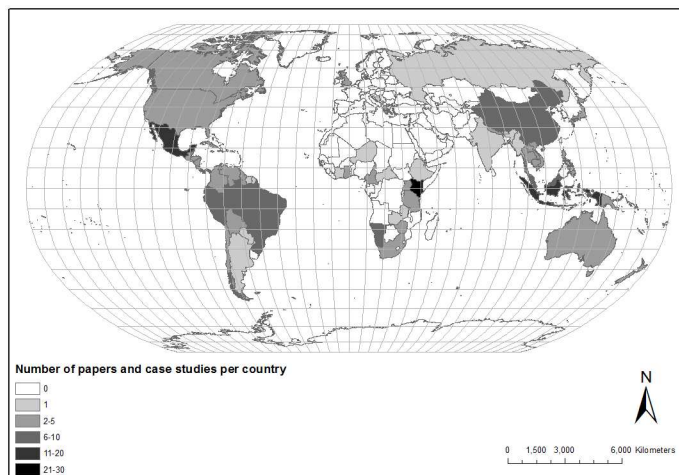 Number of papers and case studies per country
0
1
2-5
6-10
11-20
21-30
N
0 1,500 3,000 6,000 Kilometers